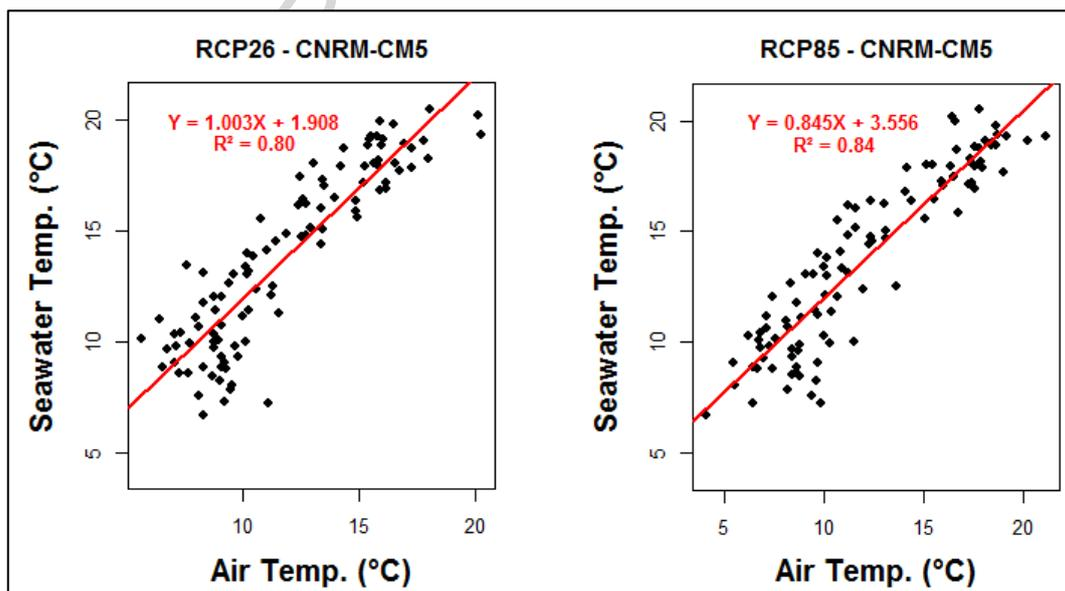 RCP26 - CNRM-CM5
Y = 1.003X + 1.908
R² = 0.80
Seawater Temp. (°C)
20
15
10
5
10 15 20
Air Temp. (°C)
RCP85 - CNRM-CM5
Y = 0.845X + 3.556
R² = 0.84
Seawater Temp. (°C)
20
15
10
5
5 10 15 20
Air Temp. (°C)